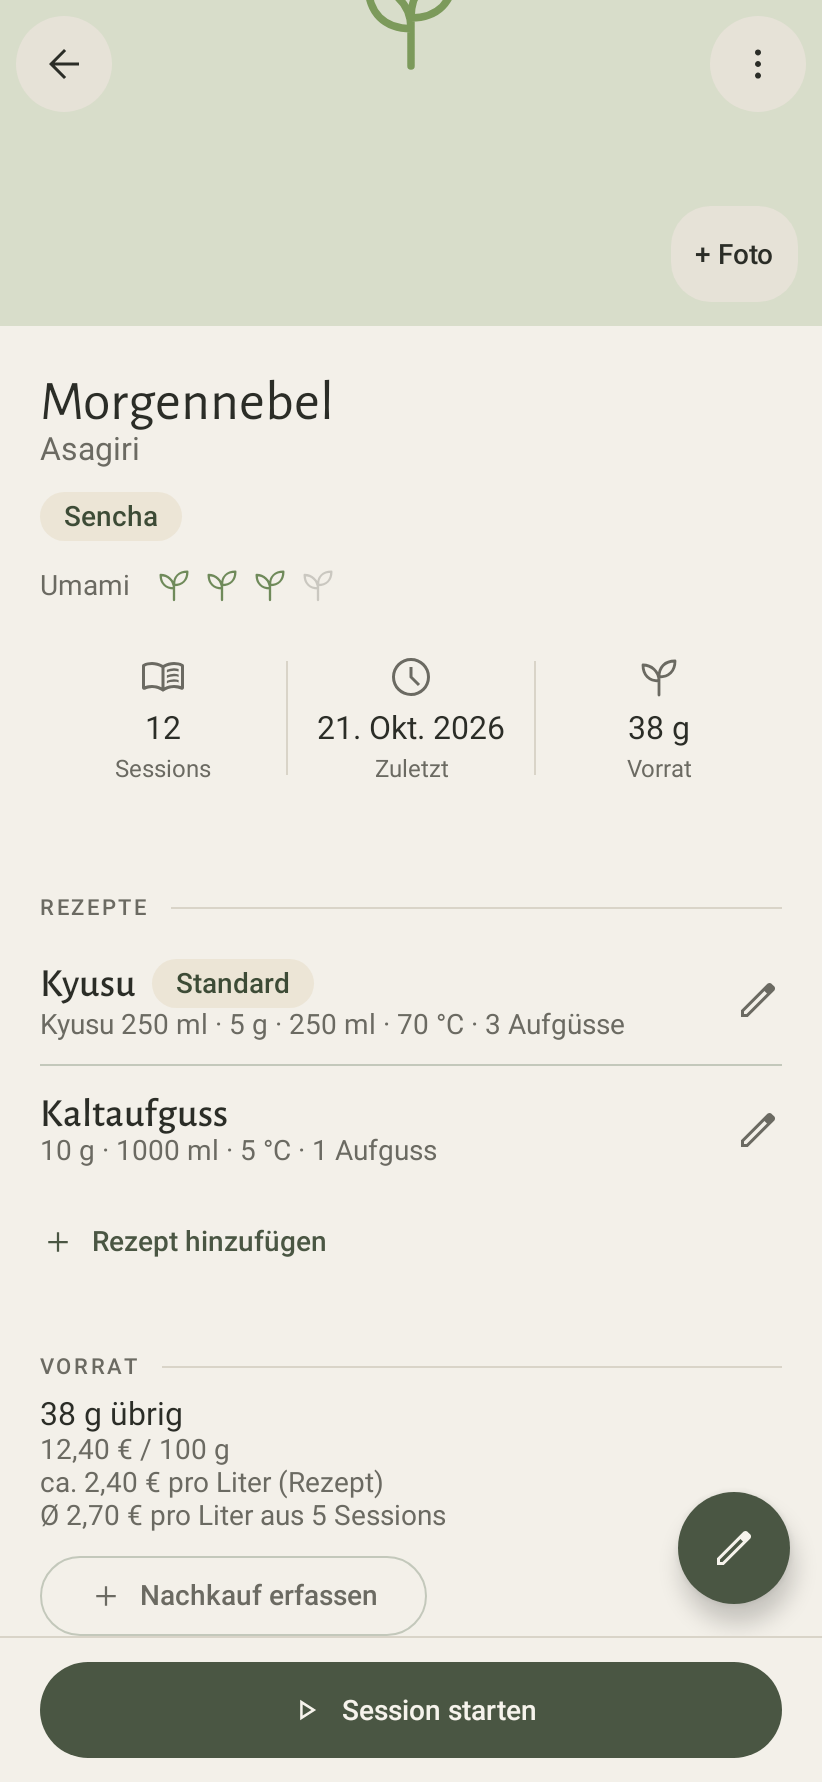 + Foto
Morgennebel
Asagiri
Sencha
Umami
12
Sessions
21. Okt. 2026
Zuletzt
38 g
Vorrat
REZEPTE
Kyusu Standard
Kyusu 250 ml · 5 g · 250 ml · 70 °C · 3 Aufgüsse
Kaltaufguss
10 g · 1000 ml · 5 °C · 1 Aufguss
+ Rezept hinzufügen
VORRAT
38 g übrig
12,40 € / 100 g
ca. 2,40 € pro Liter (Rezept)
Ø 2,70 € pro Liter aus 5 Sessions
+ Nachkauf erfassen
Session starten